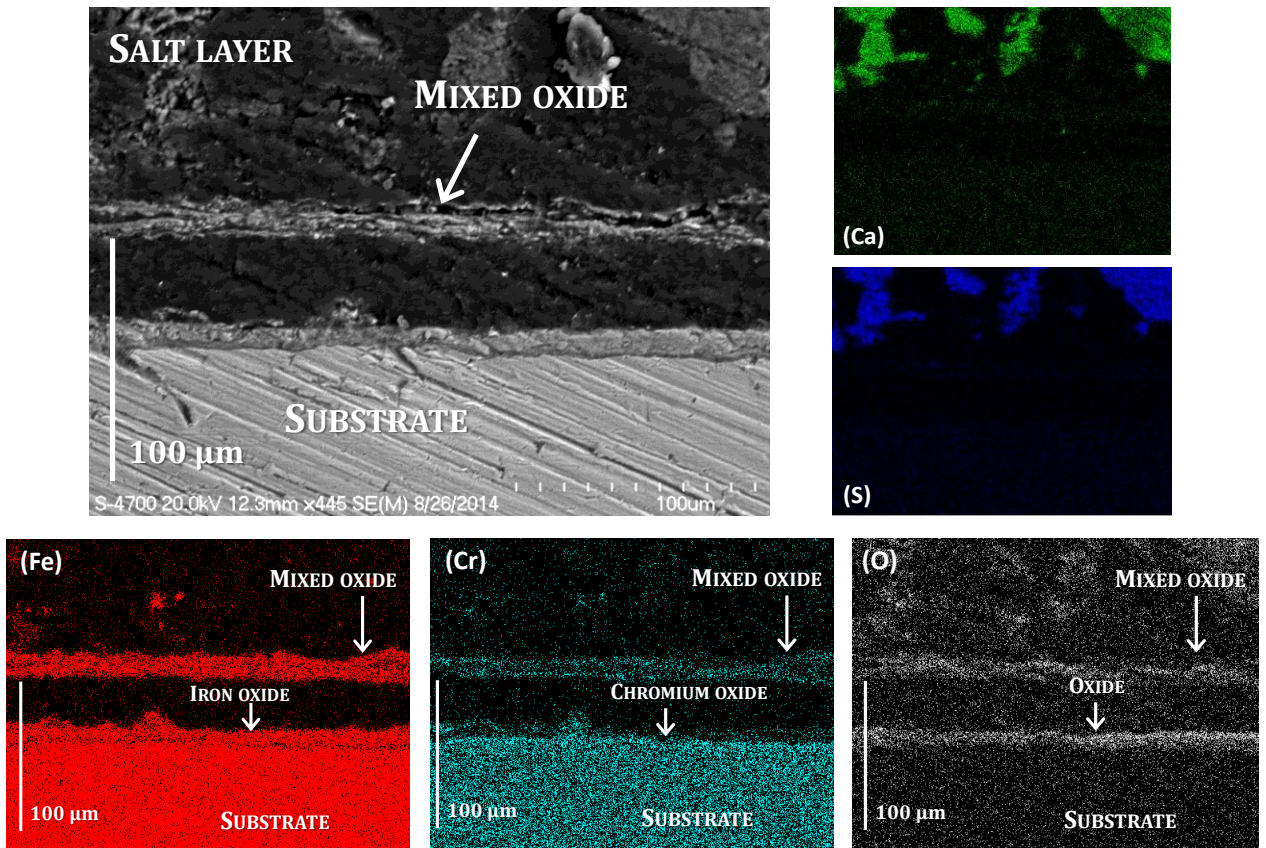 SALT LAYER
MIXED OXIDE
SUBSTRATE
100 µm
S-4700 20.0kV 12.3mm x445 SE(M) 8/26/2014
100um
(Ca)
(S)
(Fe)
MIXED OXIDE
IRON OXIDE
100 µm
SUBSTRATE
(Cr)
MIXED OXIDE
CHROMIUM OXIDE
100 µm
SUBSTRATE
(O)
MIXED OXIDE
OXIDE
100 µm
SUBSTRATE